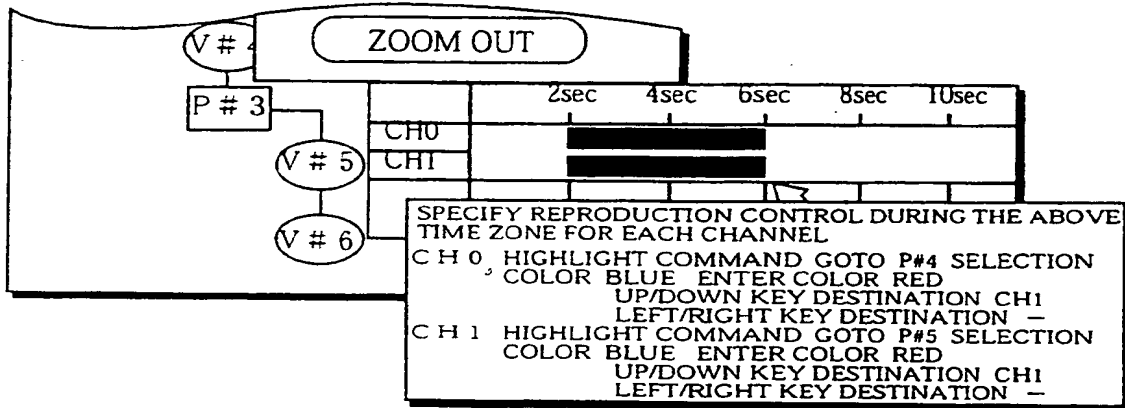 V # 4
ZOOM OUT
P # 3
2sec 4sec 6sec 8sec 10sec
CH0
CH1
V # 5
V # 6
SPECIFY REPRODUCTION CONTROL DURING THE ABOVE
TIME ZONE FOR EACH CHANNEL
CH0 HIGHLIGHT COMMAND GOTO P#4 SELECTION
COLOR BLUE ENTER COLOR RED
UP/DOWN KEY DESTINATION CH1
LEFT/RIGHT KEY DESTINATION –
CH1 HIGHLIGHT COMMAND GOTO P#5 SELECTION
COLOR BLUE ENTER COLOR RED
UP/DOWN KEY DESTINATION CH1
LEFT/RIGHT KEY DESTINATION –